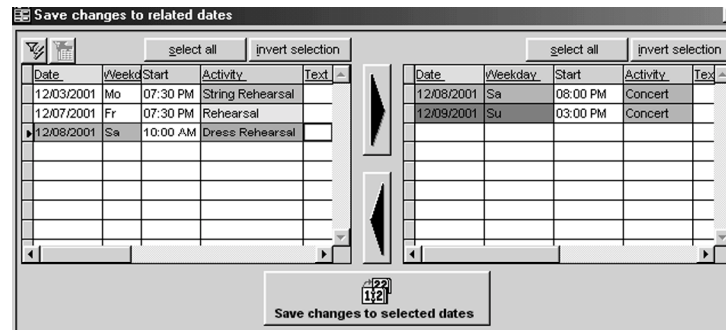 Save changes to related dates
select all invert selection select all invert selection
Date Weekd Start Activity Text Date Weekday Start Activity Tex
12/03/2001 Mo 07:30 PM String Rehearsal 12/08/2001 Sa 08:00 PM Concert
12/07/2001 Fr 07:30 PM Rehearsal 12/09/2001 Su 03:00 PM Concert
12/08/2001 Sa 10:00 AM Dress Rehearsal
Save changes to selected dates